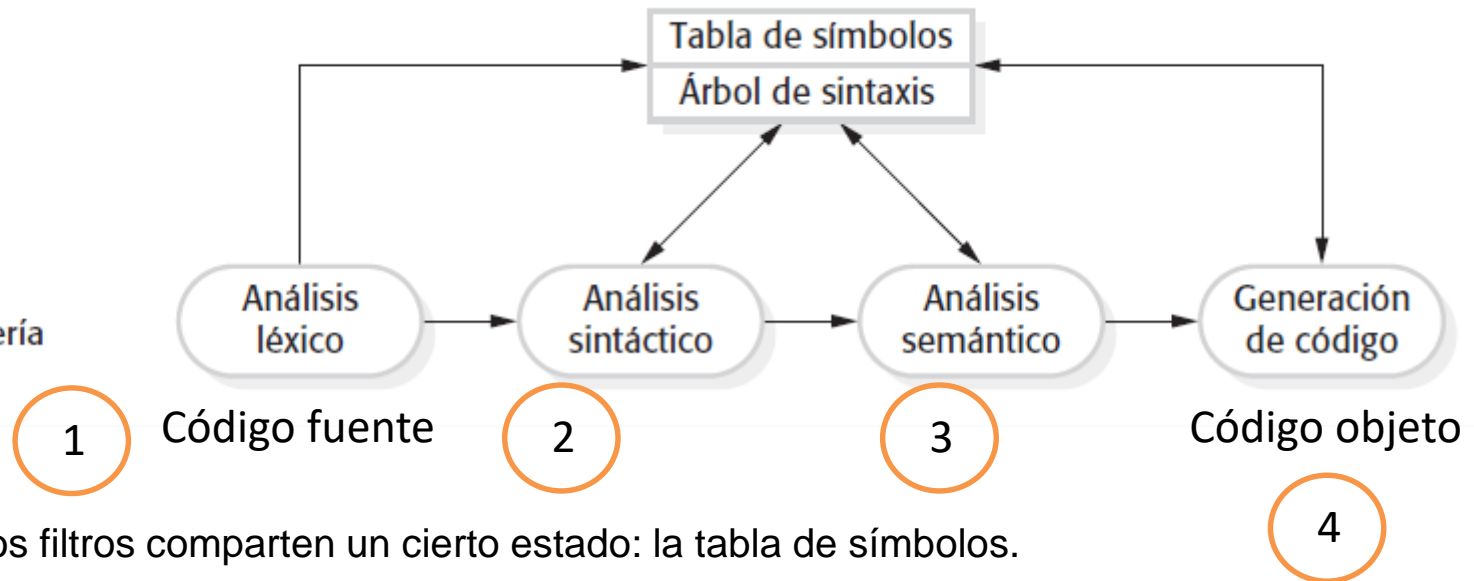 Tabla de símbolos
Árbol de sintaxis
Análisis
léxico
Análisis
sintáctico
Análisis
semántico
Generación
de código
ería
1
Código fuente
2
3
Código objeto
4
os filtros comparten un cierto estado: la tabla de símbolos.